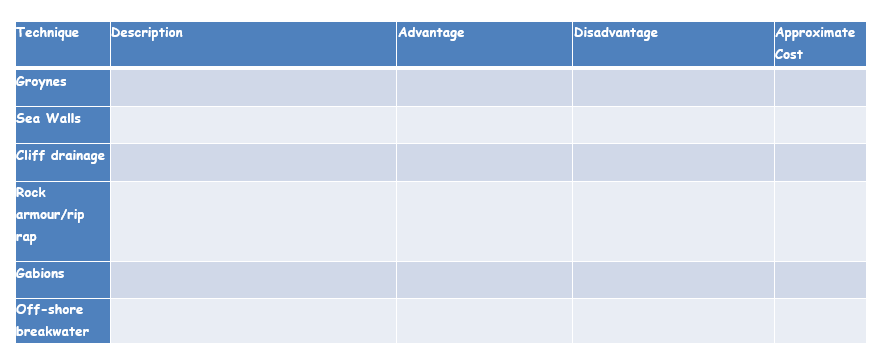 Technique Description Advantage Disadvantage Approximate
Cost
Groynes
Sea Walls
Cliff drainage
Rock
armour/rip
rap
Gabions
Off-shore
breakwater